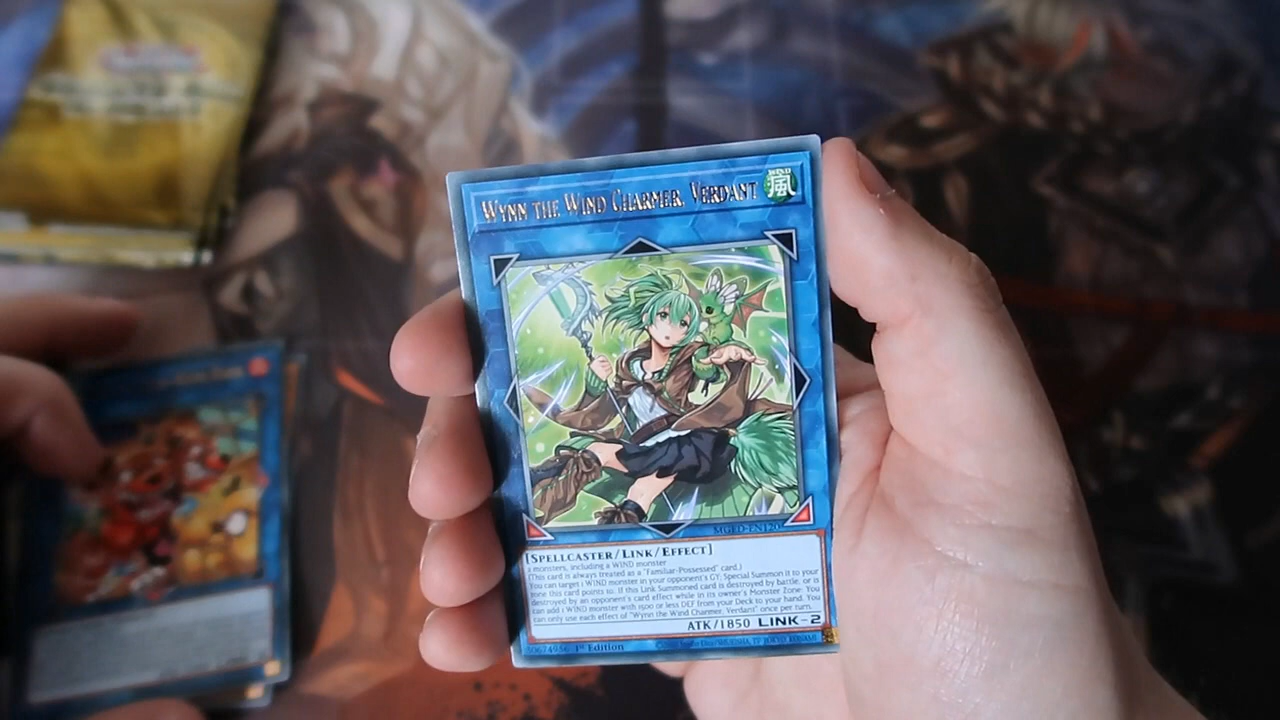 WYNN THE WIND CHARMER, VERDANT
WIND
風
MGED-EN120
[SPELLCASTER/LINK/EFFECT]
2 monsters, including a WIND monster
(This card is always treated as a "Familiar-Possessed" card.)
You can target 1 WIND monster in your opponent's GY; Special Summon it to your
zone this card points to. If this Link Summoned card is destroyed by battle, or is
destroyed by an opponent's card effect while in its owner's Monster Zone: You
can add 1 WIND monster with 1500 or less DEF from your Deck to your hand. You
can only use each effect of "Wynn the Wind Charmer, Verdant" once per turn.
ATK/1850 LINK-2
30674956 1st Edition